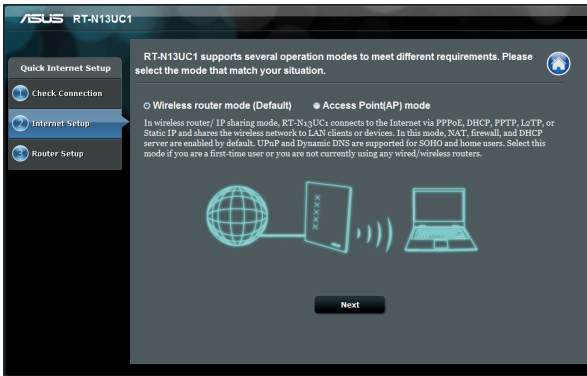 ASUS RT-N13UC1
Quick Internet Setup
1 Check Connection
2 Internet Setup
3 Router Setup
RT-N13UC1 supports several operation modes to meet different requirements. Please
select the mode that match your situation.
Wireless router mode (Default) Access Point(AP) mode
In wireless router/ IP sharing mode, RT-N13UC1 connects to the Internet via PPPoE, DHCP, PPTP, L2TP, or
Static IP and shares the wireless network to LAN clients or devices. In this mode, NAT, firewall, and DHCP
server are enabled by default. UPnP and Dynamic DNS are supported for SOHO and home users. Select this
mode if you are a first-time user or you are not currently using any wired/wireless routers.
Next